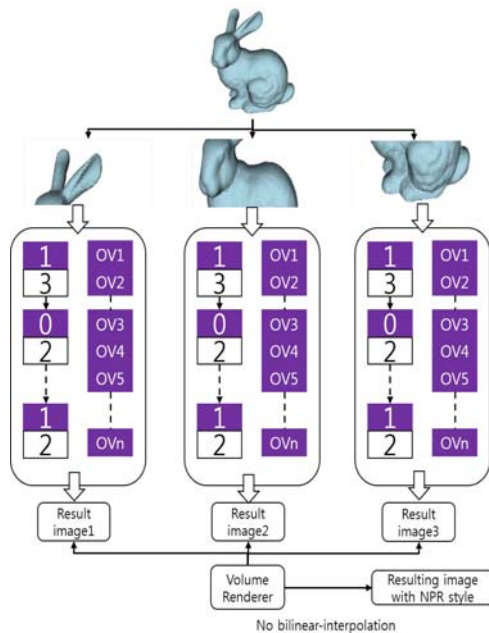 1 OV1 1 OV1 1 OV1
3 OV2 3 OV2 3 OV2
0 OV3 0 OV3 0 OV3
2 OV4 2 OV4 2 OV4
OV5 OV5 OV5
1 1 1
2 OVn 2 OVn 2 OVn
Result Result Result
image1 image2 image3
Volume Resulting image
Renderer with NPR style
No bilinear-interpolation